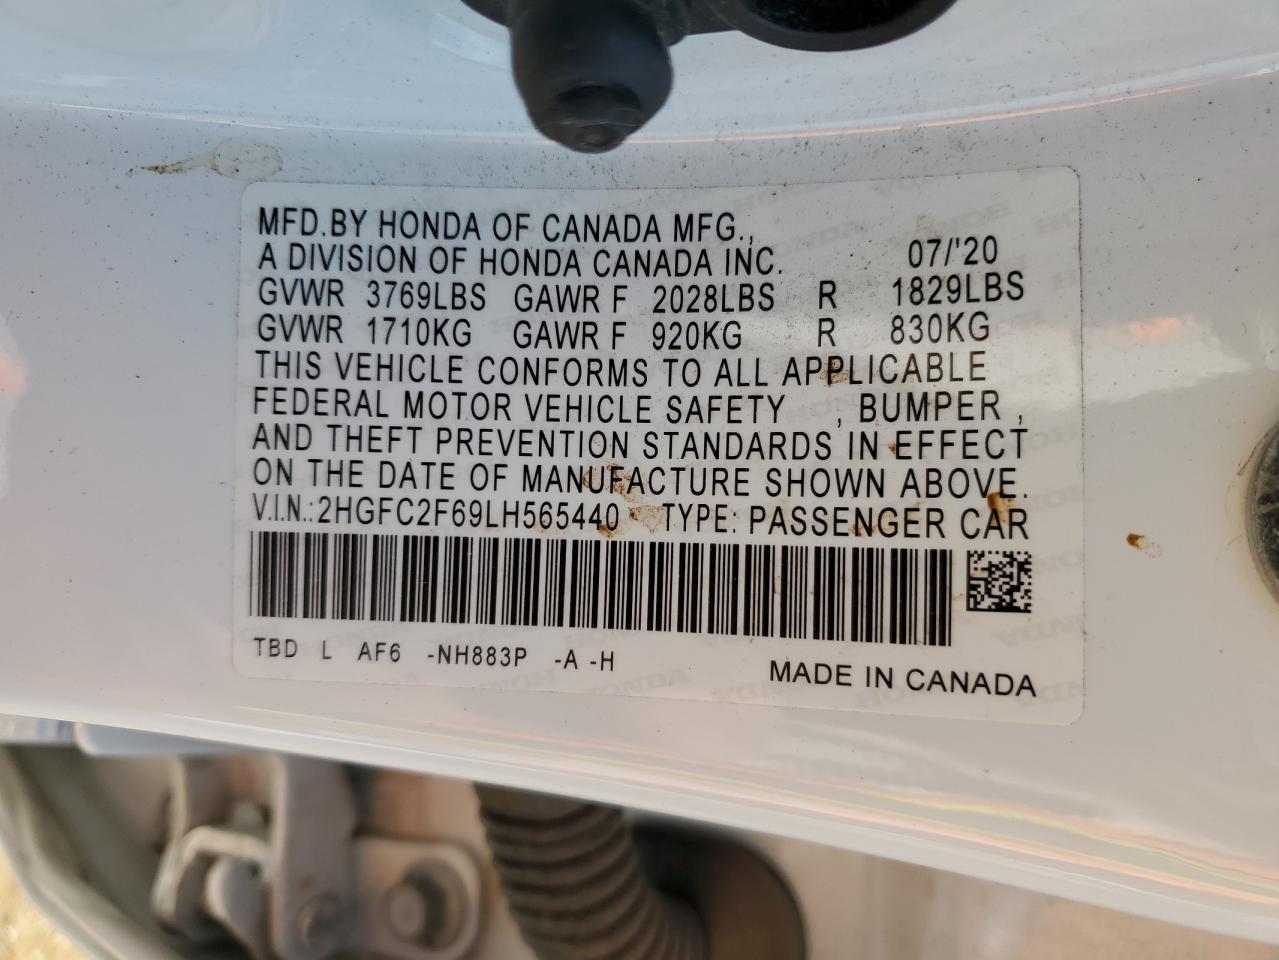 MFD.BY HONDA OF CANADA MFG.,
A DIVISION OF HONDA CANADA INC. 07/'20
GVWR 3769LBS GAWR F 2028LBS R 1829LBS
GVWR 1710KG GAWR F 920KG R 830KG
THIS VEHICLE CONFORMS TO ALL APPLICABLE
FEDERAL MOTOR VEHICLE SAFETY , BUMPER ,
AND THEFT PREVENTION STANDARDS IN EFFECT
ON THE DATE OF MANUFACTURE SHOWN ABOVE.
V.I.N.:2HGFC2F69LH565440 TYPE: PASSENGER CAR
TBD L AF6 -NH883P -A -H
MADE IN CANADA